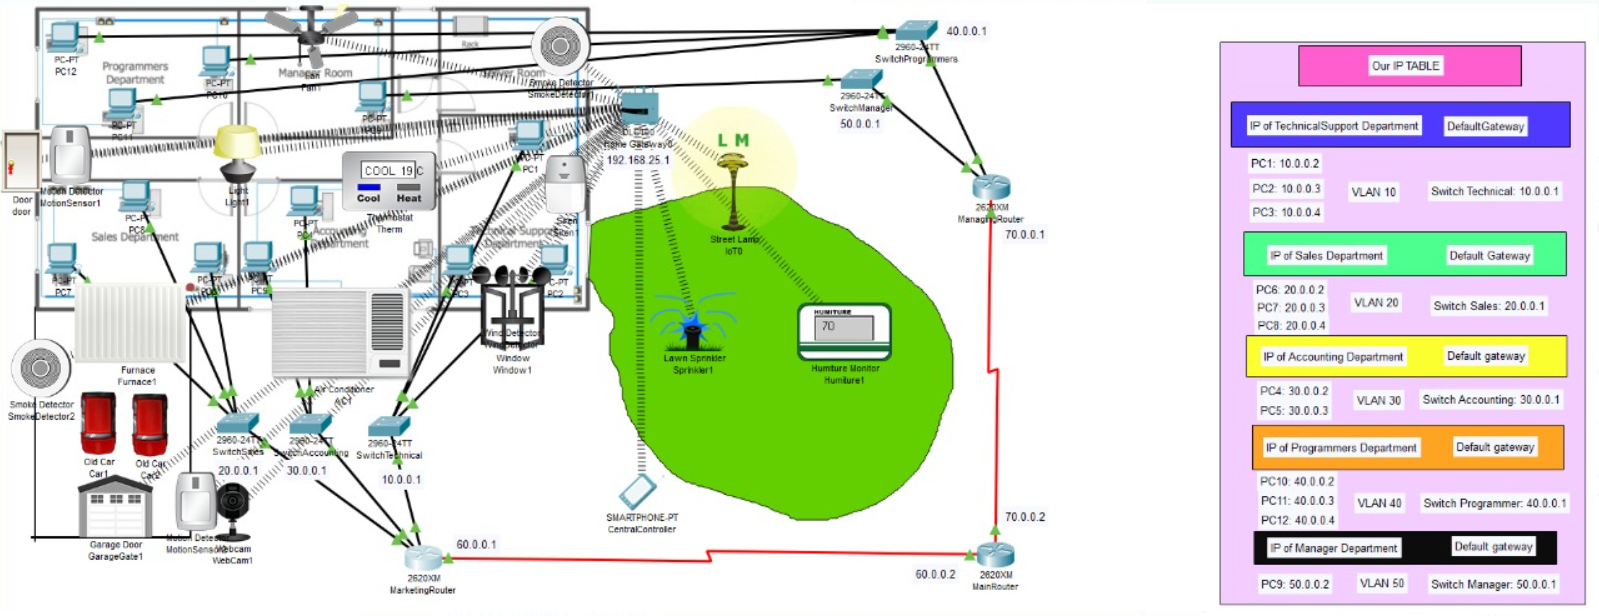 PC-PT
PC12
Programmers
Department
PC-PT
PC10
PC-PT
PC11
Manager Room
Fan
Fan1
Rack
Server Room
Smoke Detector
SmokeDetector1
PC-PT
PC9
Home Gateway0
192.168.25.1
2960-24TT
SwitchProgrammers
40.0.0.1
2960-24TT
SwitchManager
50.0.0.1
2620XM
ManagingRouter
70.0.0.1
Door
door
Motion Detector
MotionSensor1
Light
Light1
COOL 19 C
Cool Heat
Thermostat
Therm
PC-PT
PC1
Siren
Siren1
L M
Street Lamp
IoT0
PC8
Sales Department
PC-PT
PC7
PC-PT
PC-PT
PC5
PC-PT
Accounting
Department
Technical Support
Department
PC-PT
PC3
PC-PT
PC2
Wind Detector
WindDetector
Window
Window1
Furnace
Furnace1
Air Conditioner
Smoke Detector
SmokeDetector2
Old Car
Car1
Old Car
2960-24TT
SwitchSales
20.0.0.1
2960-24TT
SwitchAccounting
30.0.0.1
2960-24TT
SwitchTechnical
10.0.0.1
Garage Door
GarageGate1
Motion Detector
Webcam
WebCam1
Lawn Sprinkler
Sprinkler1
HUMITURE
70
Humiture Monitor
Humiture1
SMARTPHONE-PT
CentralController
2620XM
MarketingRouter
60.0.0.1
60.0.0.2
70.0.0.2
2620XM
MainRouter
Our IP TABLE
IP of TechnicalSupport Department DefaultGateway
PC1: 10.0.0.2
PC2: 10.0.0.3 VLAN 10 Switch Technical: 10.0.0.1
PC3: 10.0.0.4
IP of Sales Department Default Gateway
PC6: 20.0.0.2
PC7: 20.0.0.3 VLAN 20 Switch Sales: 20.0.0.1
PC8: 20.0.0.4
IP of Accounting Department Default gateway
PC4: 30.0.0.2
PC5: 30.0.0.3 VLAN 30 Switch Accounting: 30.0.0.1
IP of Programmers Department Default gateway
PC10: 40.0.0.2
PC11: 40.0.0.3 VLAN 40 Switch Programmer: 40.0.0.1
PC12: 40.0.0.4
IP of Manager Department Default gateway
PC9: 50.0.0.2 VLAN 50 Switch Manager: 50.0.0.1